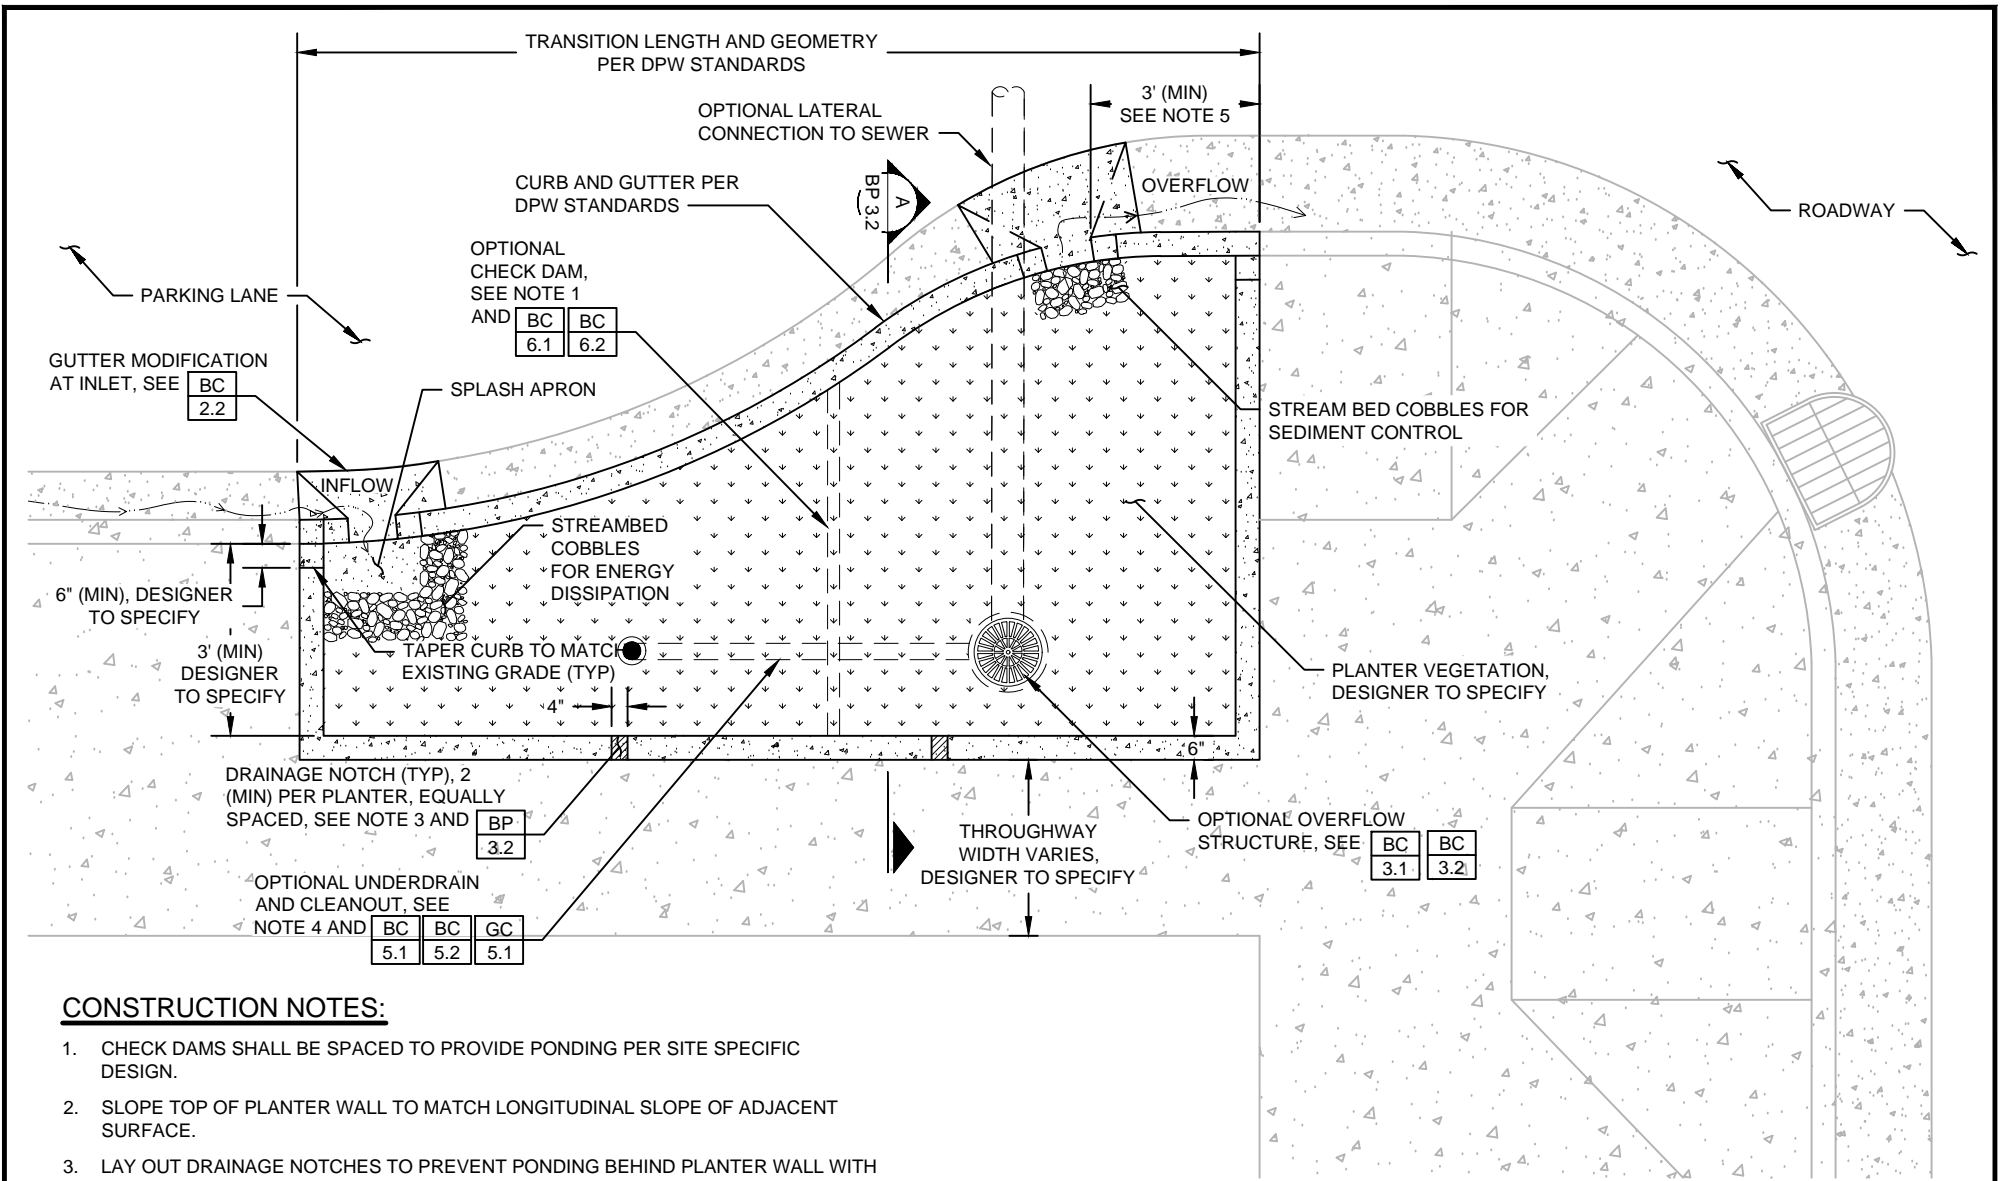 TRANSITION LENGTH AND GEOMETRY
PER DPW STANDARDS
3' (MIN)
SEE NOTE 5
OPTIONAL LATERAL
CONNECTION TO SEWER
CURB AND GUTTER PER
DPW STANDARDS
A
BP 3.2
OVERFLOW
ROADWAY
OPTIONAL
CHECK DAM,
SEE NOTE 1
AND BC 6.1 BC 6.2
PARKING LANE
GUTTER MODIFICATION
AT INLET, SEE BC 2.2
SPLASH APRON
STREAM BED COBBLES FOR
SEDIMENT CONTROL
INFLOW
STREAMBED
COBBLES
FOR ENERGY
DISSIPATION
6" (MIN), DESIGNER
TO SPECIFY
3' (MIN)
DESIGNER
TO SPECIFY
TAPER CURB TO MATCH
EXISTING GRADE (TYP)
PLANTER VEGETATION,
DESIGNER TO SPECIFY
4"
6"
DRAINAGE NOTCH (TYP), 2
(MIN) PER PLANTER, EQUALLY
SPACED, SEE NOTE 3 AND BP 3.2
THROUGHWAY
WIDTH VARIES,
DESIGNER TO SPECIFY
OPTIONAL OVERFLOW
STRUCTURE, SEE BC 3.1 BC 3.2
OPTIONAL UNDERDRAIN
AND CLEANOUT, SEE
NOTE 4 AND BC 5.1 BC 5.2 GC 5.1
CONSTRUCTION NOTES:
1. CHECK DAMS SHALL BE SPACED TO PROVIDE PONDING PER SITE SPECIFIC
DESIGN.
2. SLOPE TOP OF PLANTER WALL TO MATCH LONGITUDINAL SLOPE OF ADJACENT
SURFACE.
3. LAY OUT DRAINAGE NOTCHES TO PREVENT PONDING BEHIND PLANTER WALL WITH